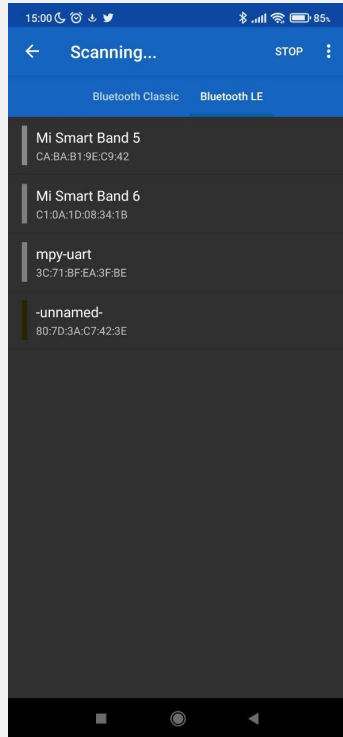 15:00 85%
Scanning... STOP
Bluetooth Classic Bluetooth LE
Mi Smart Band 5
CA:BA:B1:9E:C9:42
Mi Smart Band 6
C1:0A:1D:08:34:1B
mpy-uart
3C:71:BF:EA:3F:BE
-unnamed-
80:7D:3A:C7:42:3E